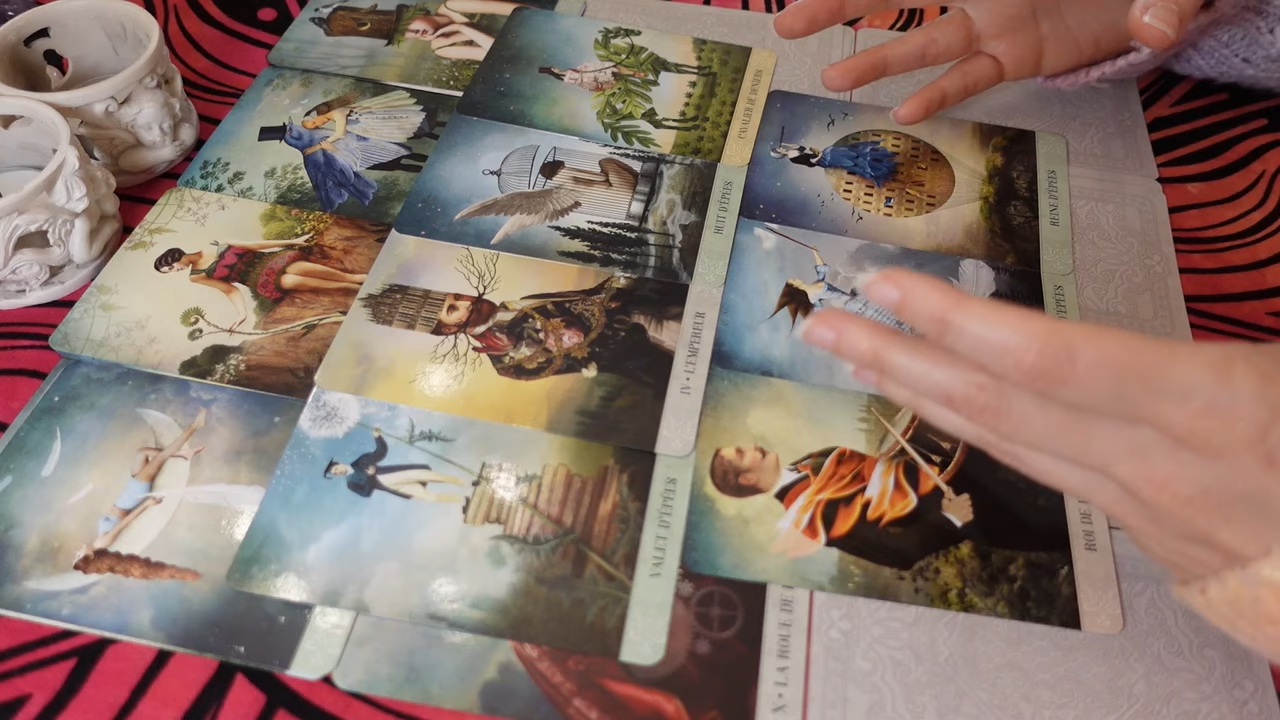 CAVALIER DE DENIERS
HUIT D'ÉPÉES
REINE D'ÉPÉES
D'ÉPÉES
IV • L'EMPEREUR
VALET D'ÉPÉES
ROI DE
X • LA ROUE DE